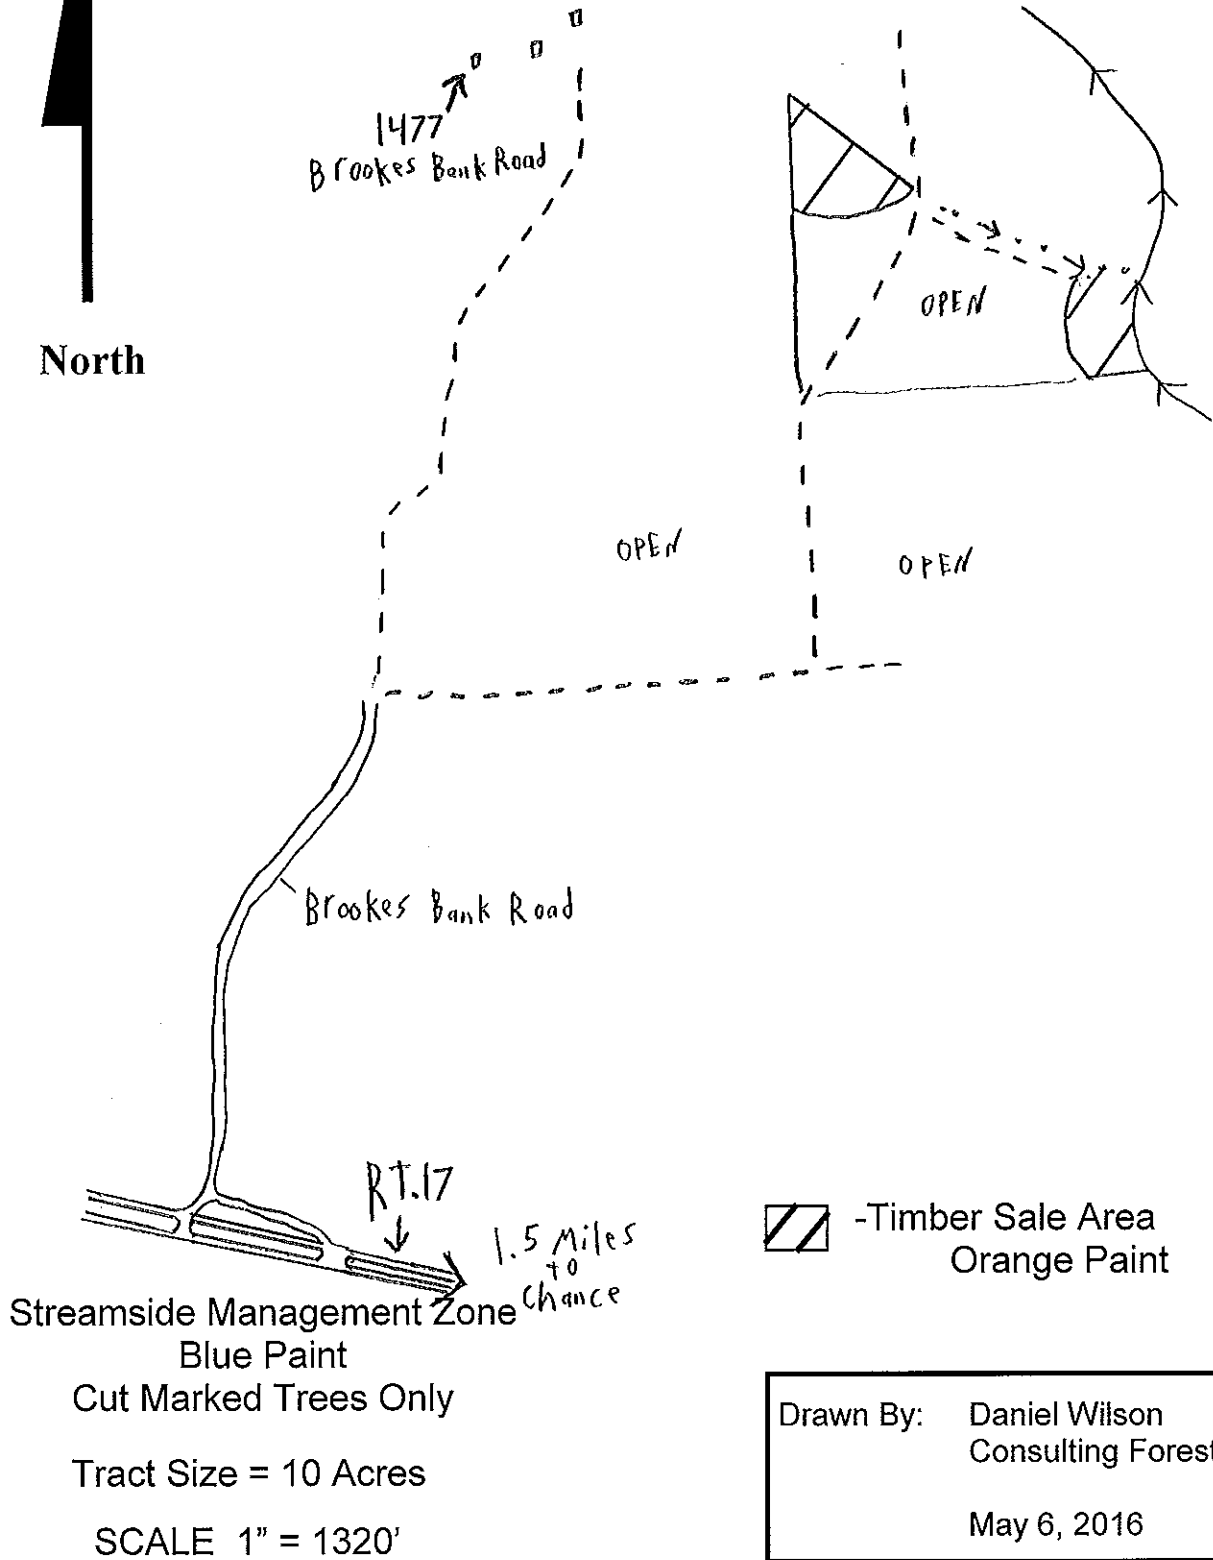 1477
Brookes Bank Road
North
OPEN
OPEN
OPEN
Brookes Bank Road
RT.17
1.5 Miles
to
Chance
Streamside Management Zone
Blue Paint
Cut Marked Trees Only
Tract Size = 10 Acres
SCALE 1" = 1320'
-Timber Sale Area
Orange Paint
Drawn By: Daniel Wilson
Consulting Forest
May 6, 2016